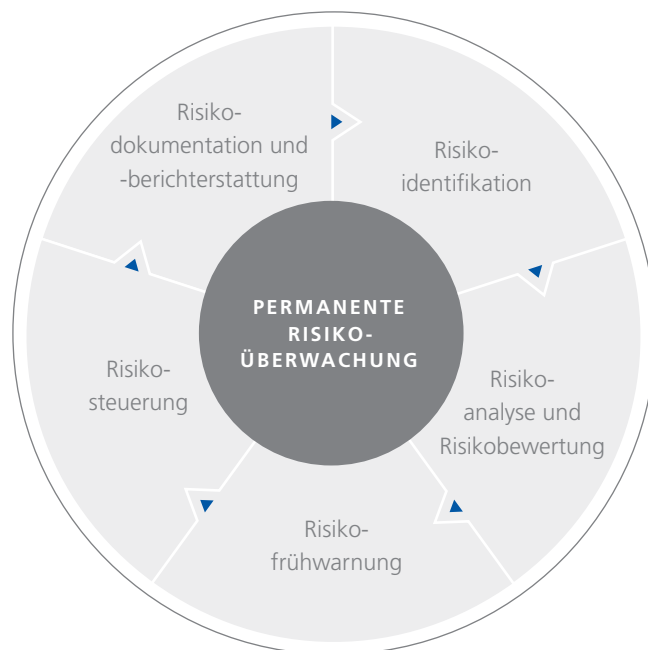 Risiko-
dokumentation und
-berichterstattung
Risiko-
identifikation
PERMANENTE
RISIKO-
ÜBERWACHUNG
Risiko-
steuerung
Risiko-
analyse und
Risikobewertung
Risiko-
frühwarnung